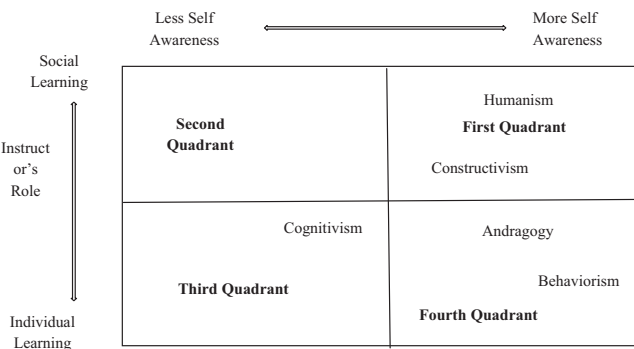 Less Self
Awareness
More Self
Awareness
Social
Learning
Instruct
or's
Role
Individual
Learning
Second
Quadrant
Humanism
First Quadrant
Constructivism
Cognitivism
Third Quadrant
Andragogy
Behaviorism
Fourth Quadrant